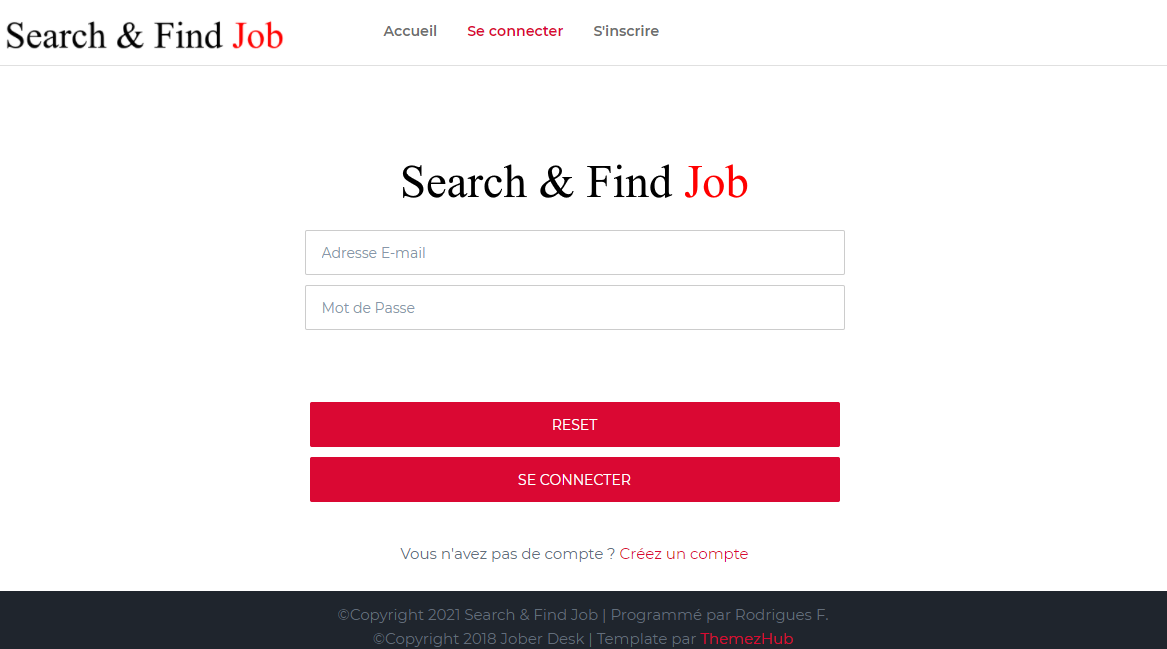 Search & Find Job
Accueil Se connecter S'inscrire
Search & Find Job
Adresse E-mail
Mot de Passe
RESET
SE CONNECTER
Vous n'avez pas de compte ? Créez un compte
©Copyright 2021 Search & Find Job | Programmé par Rodrigues F.
©Copyright 2018 Jober Desk | Template par ThemezHub